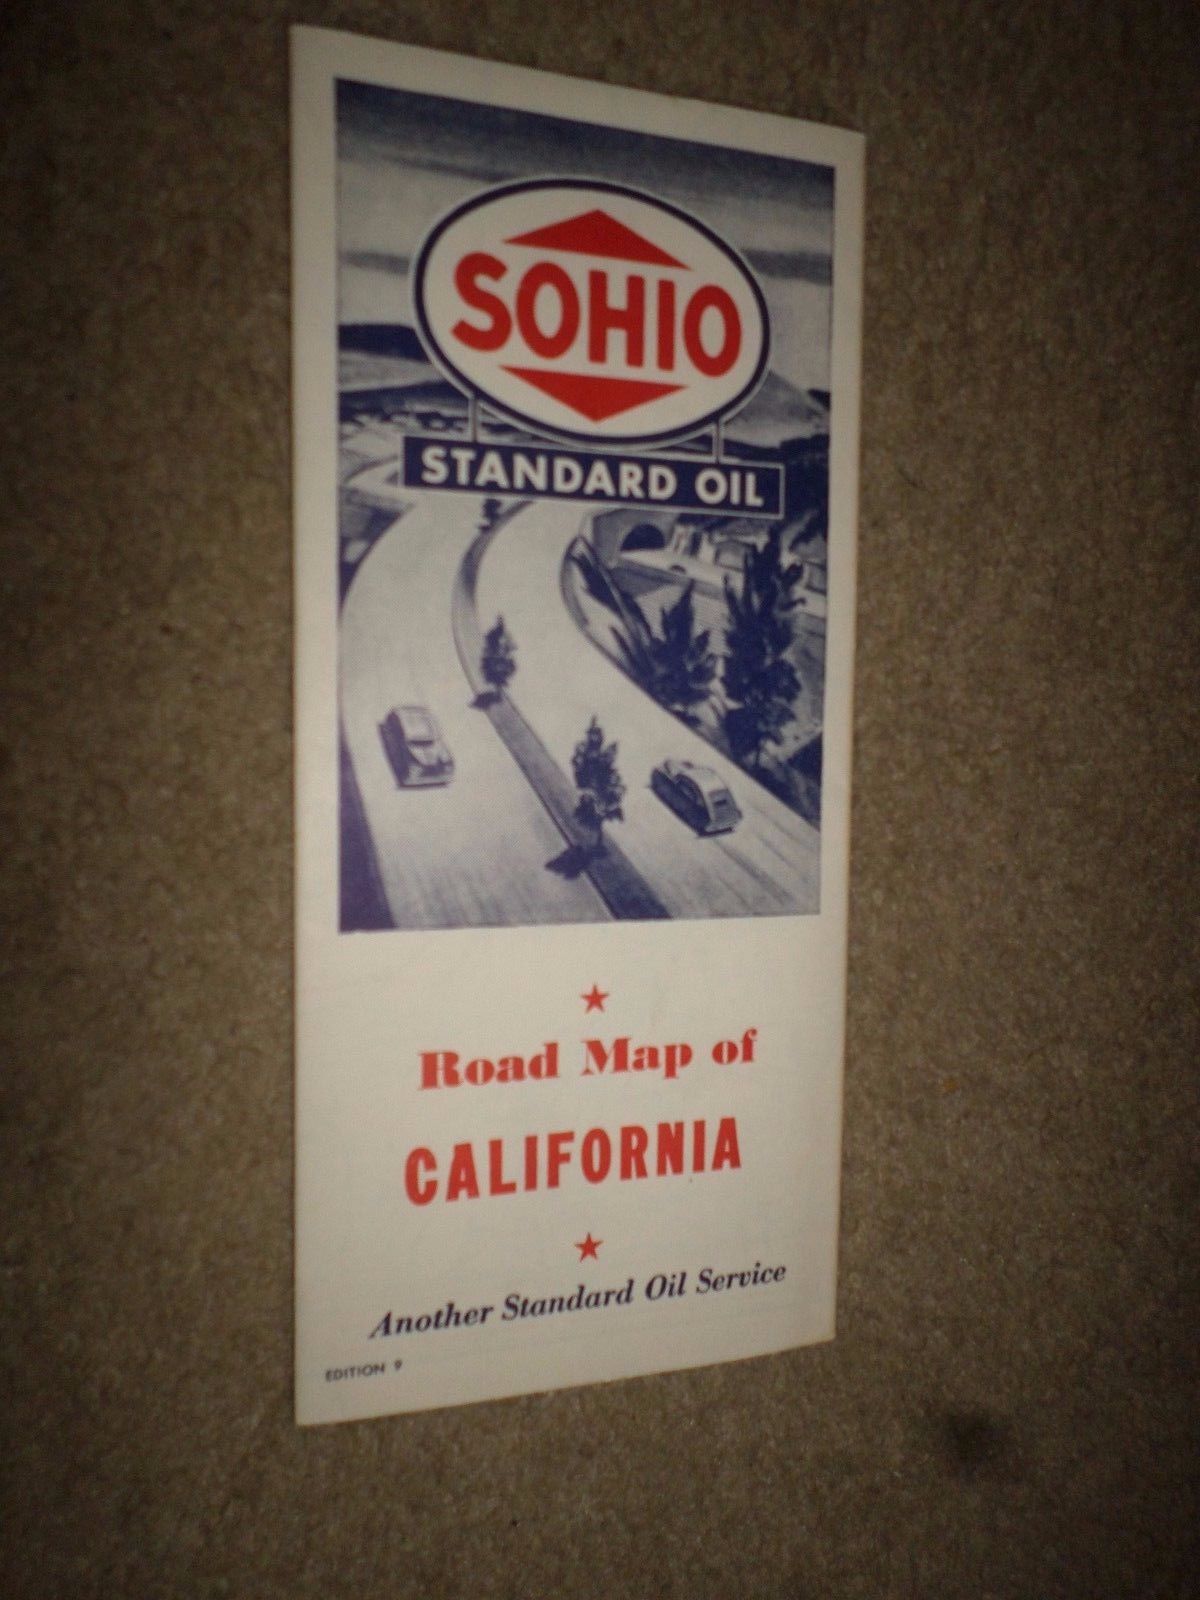 SOHIO
STANDARD OIL
Road Map of
CALIFORNIA
Another Standard Oil Service
EDITION 9